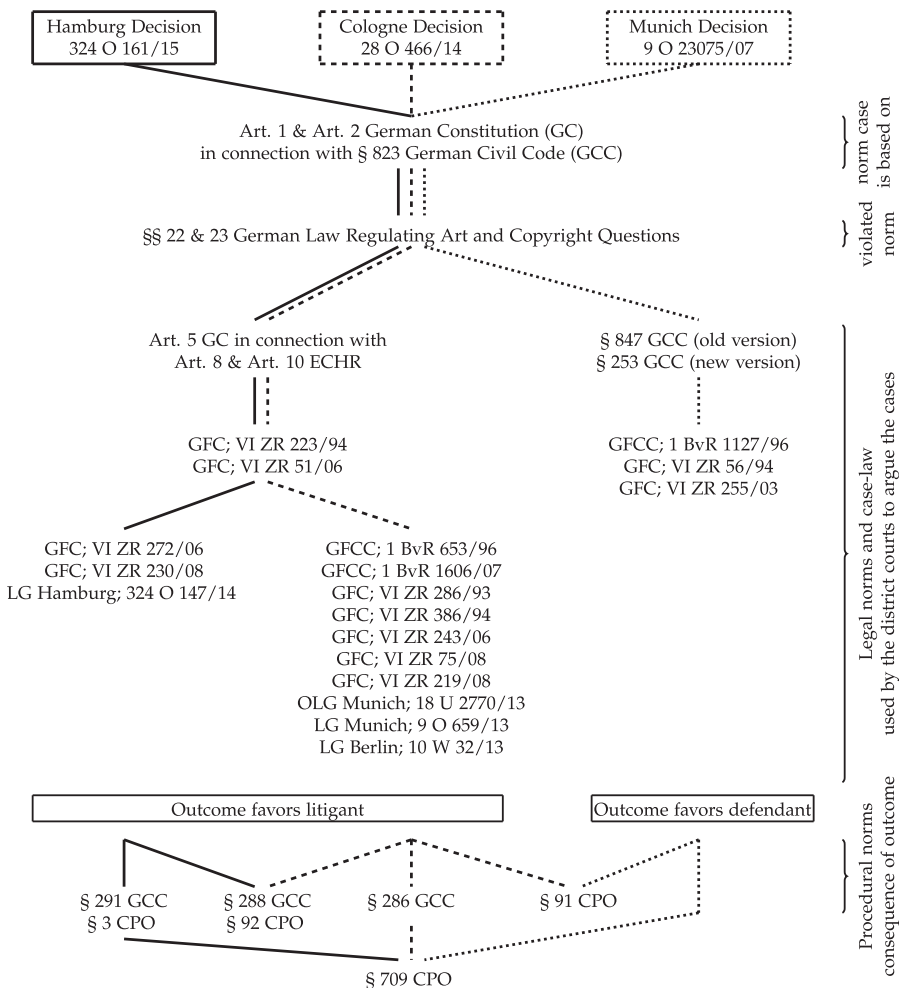 Hamburg Decision
324 O 161/15
Cologne Decision
28 O 466/14
Munich Decision
9 O 23075/07
Art. 1 & Art. 2 German Constitution (GC)
in connection with § 823 German Civil Code (GCC)
norm case
is based on
§§ 22 & 23 German Law Regulating Art and Copyright Questions
violated
norm
Art. 5 GC in connection with
Art. 8 & Art. 10 ECHR
§ 847 GCC (old version)
§ 253 GCC (new version)
GFC; VI ZR 223/94
GFC; VI ZR 51/06
GFCC; 1 BvR 1127/96
GFC; VI ZR 56/94
GFC; VI ZR 255/03
GFC; VI ZR 272/06
GFC; VI ZR 230/08
LG Hamburg; 324 O 147/14
GFCC; 1 BvR 653/96
GFCC; 1 BvR 1606/07
GFC; VI ZR 286/93
GFC; VI ZR 386/94
GFC; VI ZR 243/06
GFC; VI ZR 75/08
GFC; VI ZR 219/08
OLG Munich; 18 U 2770/13
LG Munich; 9 O 659/13
LG Berlin; 10 W 32/13
Legal norms and case-law
used by the district courts to argue the cases
Outcome favors litigant
Outcome favors defendant
§ 291 GCC
§ 3 CPO
§ 288 GCC
§ 92 CPO
§ 286 GCC
§ 91 CPO
§ 709 CPO
Procedural norms
consequence of outcome